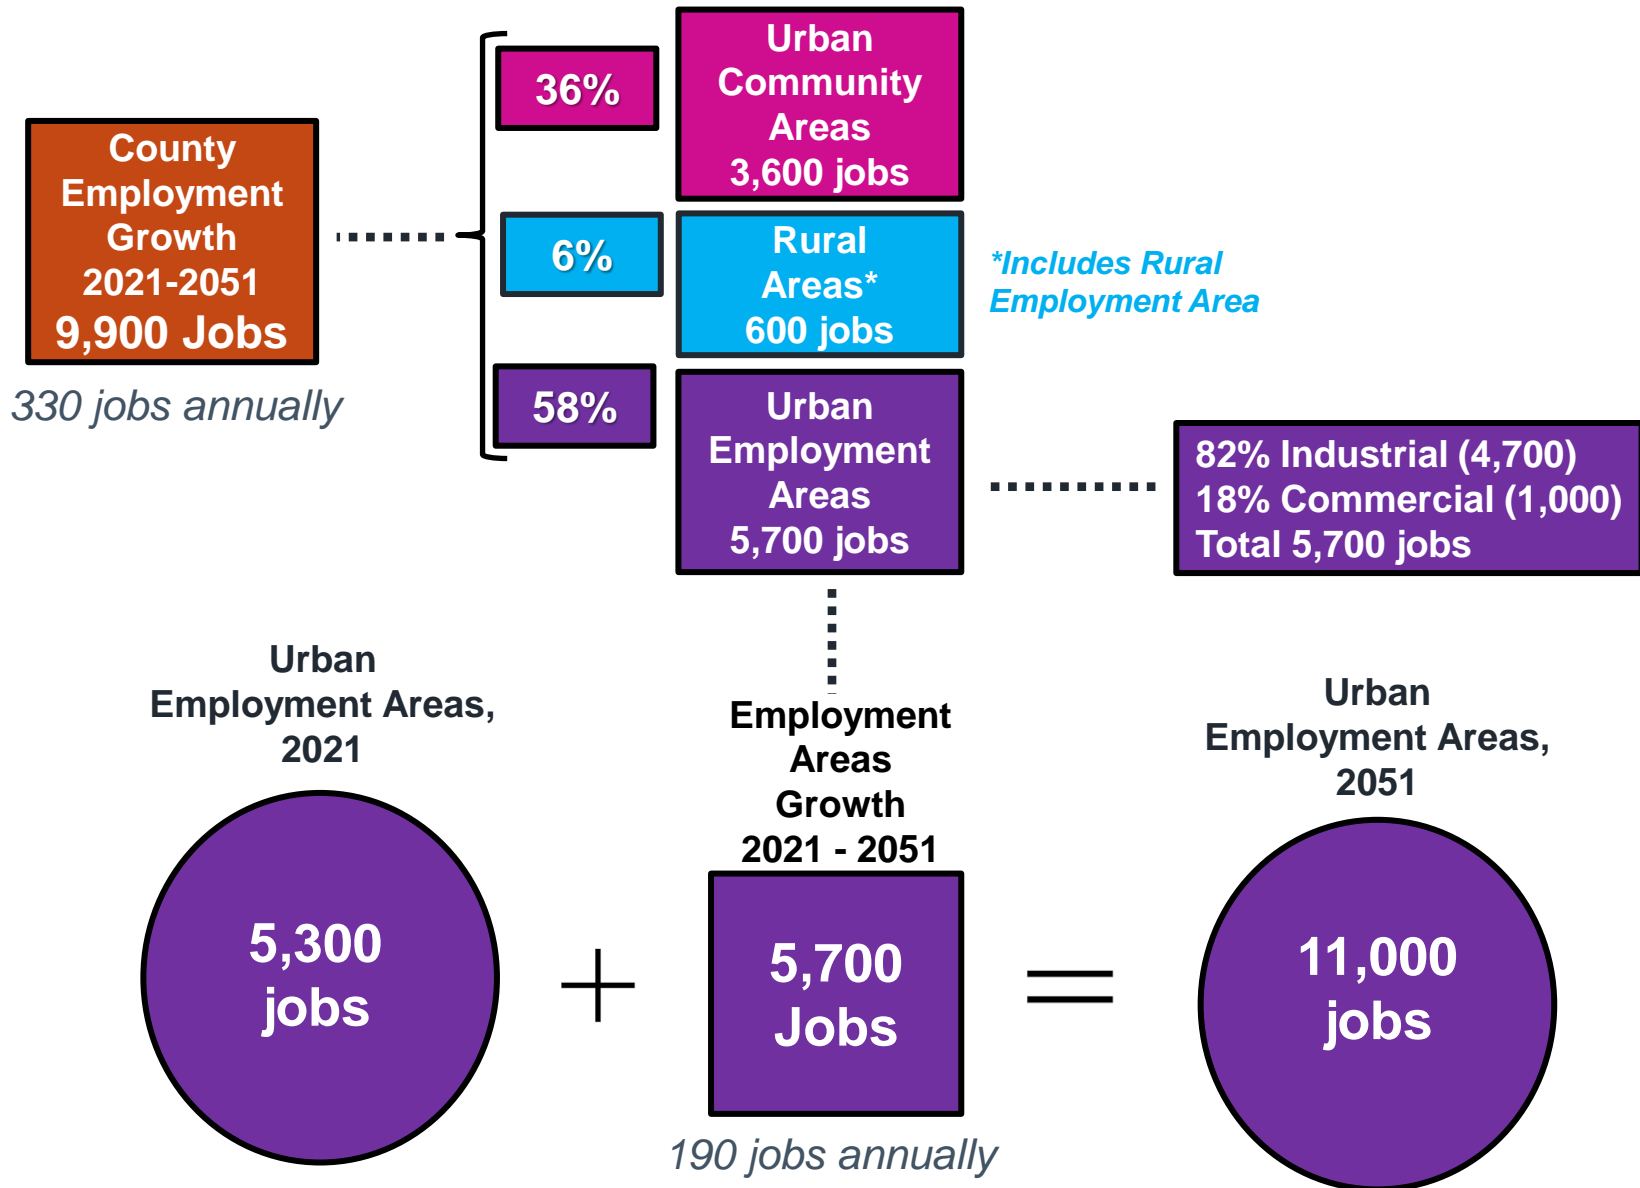 County
Employment
Growth
2021-2051
9,900 Jobs
330 jobs annually
36%
Urban
Community
Areas
3,600 jobs
6%
Rural
Areas*
600 jobs
*Includes Rural
Employment Area
58%
Urban
Employment
Areas
5,700 jobs
82% Industrial (4,700)
18% Commercial (1,000)
Total 5,700 jobs
Urban
Employment Areas,
2021
5,300
jobs
+
Employment
Areas
Growth
2021 - 2051
5,700
Jobs
190 jobs annually
=
Urban
Employment Areas,
2051
11,000
jobs